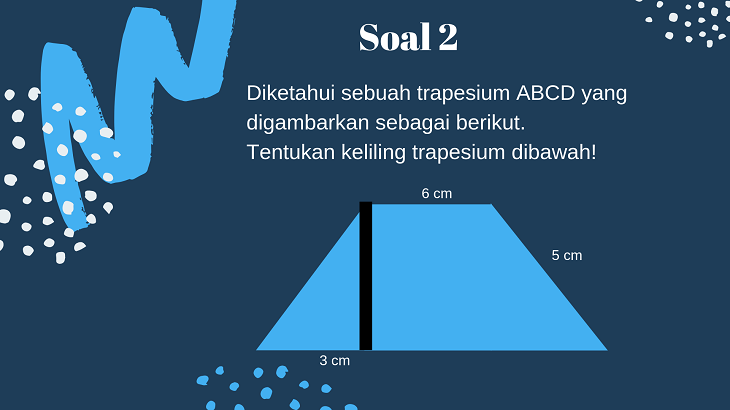 Soal 2
Diketahui sebuah trapesium ABCD yang
digambarkan sebagai berikut.
Tentukan keliling trapesium dibawah!
6 cm
5 cm
3 cm